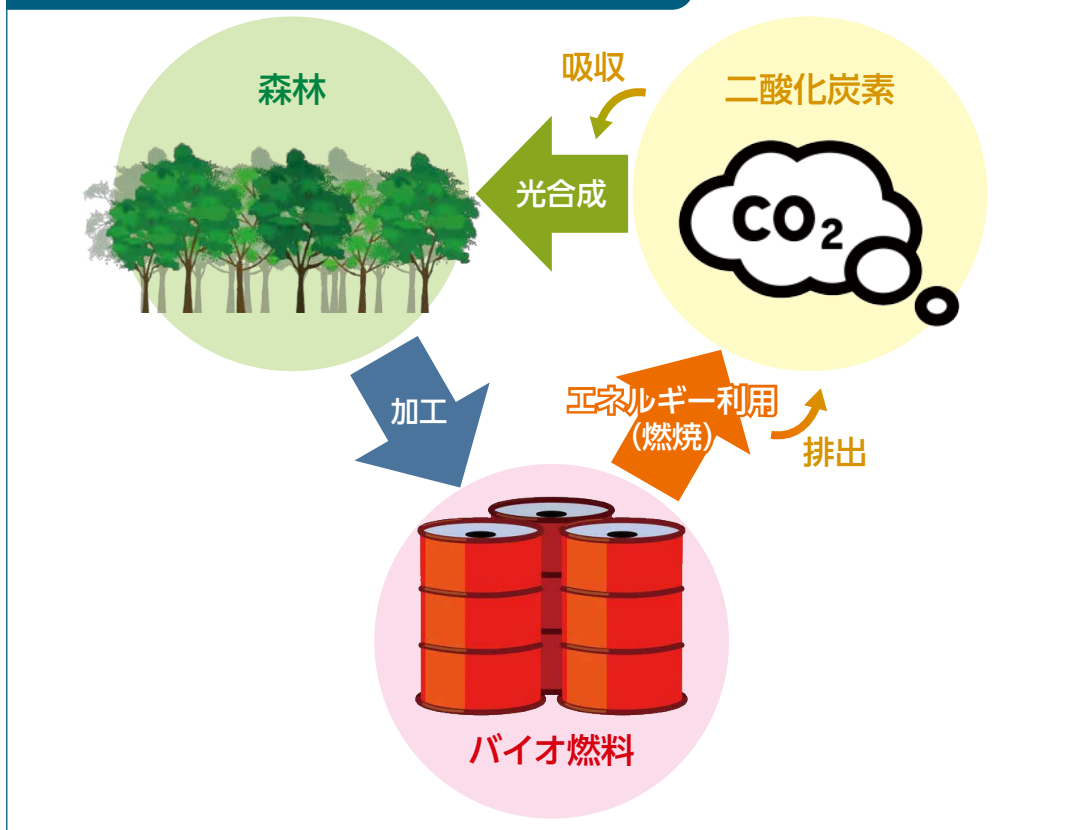 森林
吸収
二酸化炭素
光合成
CO₂
加工
エネルギー利用
(燃焼)
排出
バイオ燃料